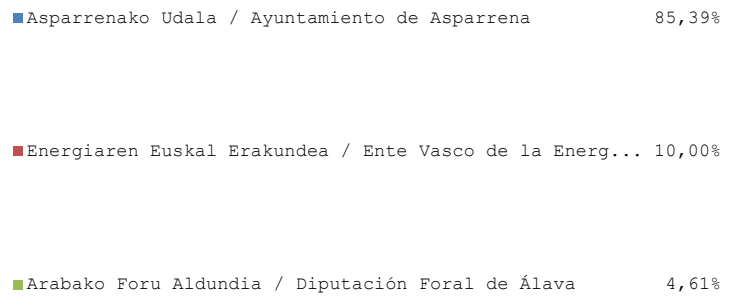 Asparrenako Udala / Ayuntamiento de Asparrena 85,39%
Energiaren Euskal Erakundea / Ente Vasco de la Energ... 10,00%
Arabako Foru Aldundia / Diputación Foral de Álava 4,61%